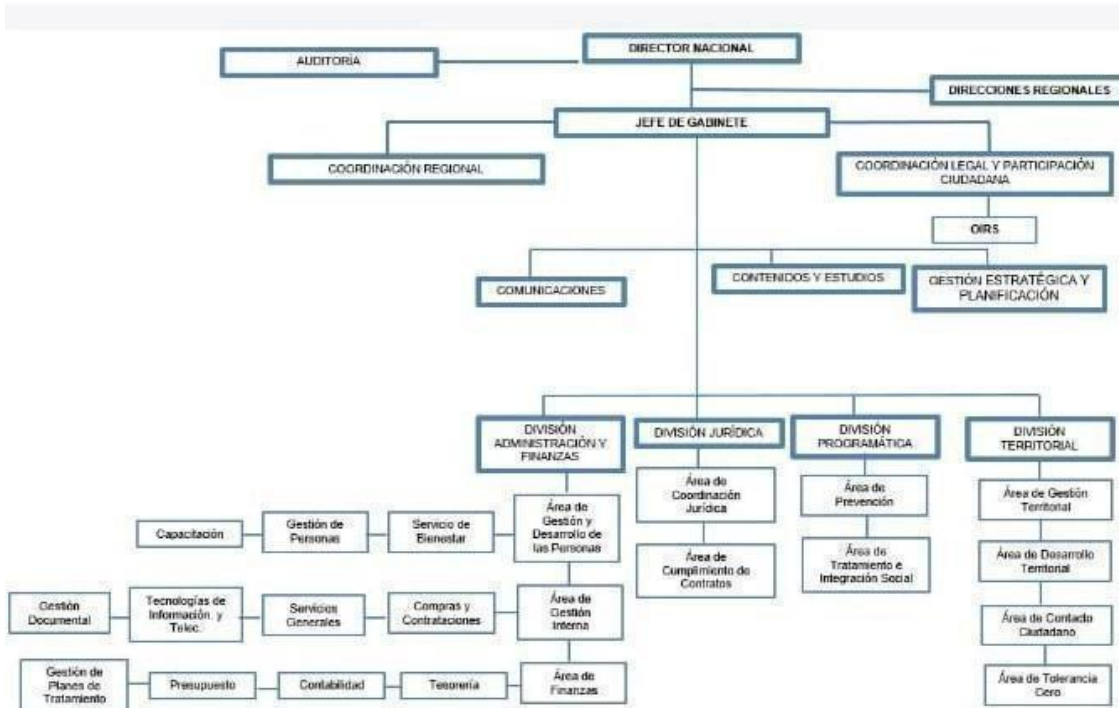 DIRECTOR NACIONAL
AUDITORÍA
DIRECCIONES REGIONALES
JEFE DE GABINETE
COORDINACIÓN REGIONAL
COORDINACIÓN LEGAL Y PARTICIPACIÓN
CIUDADANA
OIRS
COMUNICACIONES
CONTENIDOS Y ESTUDIOS
GESTIÓN ESTRATÉGICA Y
PLANIFICACIÓN
DIVISIÓN
ADMINISTRACIÓN Y
FINANZAS
DIVISIÓN JURÍDICA
DIVISIÓN
PROGRAMÁTICA
DIVISIÓN
TERRITORIAL
Área de
Gestión y
Desarrollo de
las Personas
Servicio de
Bienestar
Gestión de
Personas
Capacitación
Área de
Gestión
Interna
Compras y
Contrataciones
Servicios
Generales
Tecnologías de
Información. y
Telec.
Gestión
Documental
Área de
Finanzas
Tesorería
Contabilidad
Presupuesto
Gestión de
Planes de
Tratamiento
Área de
Coordinación
Jurídica
Área de
Cumplimiento de
Contratos
Área de
Prevención
Área de
Tratamiento e
Integración Social
Área de Gestión
Territorial
Área de Desarrollo
Territorial
Área de Contacto
Ciudadano
Área de Tolerancia
Cero